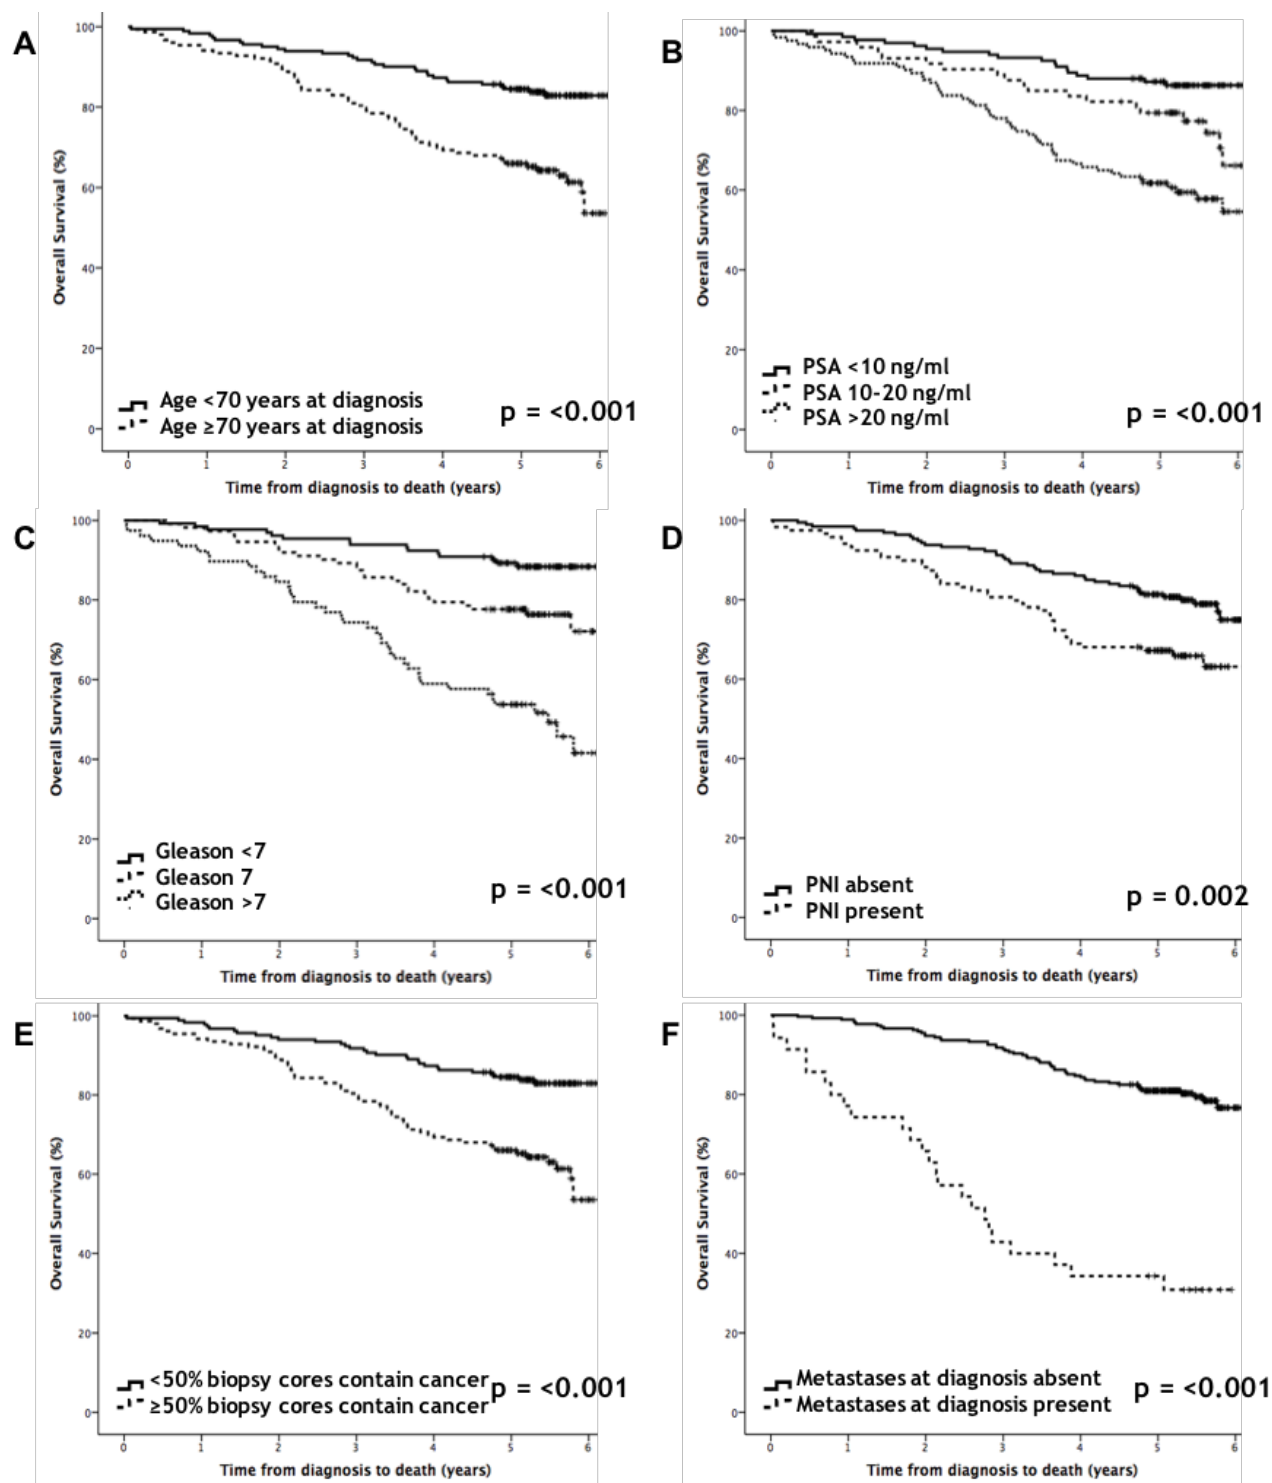 A
100
80
60
40
20
0
Overall Survival (%)
Age <70 years at diagnosis
Age ≥70 years at diagnosis
p = <0.001
0 1 2 3 4 5 6
Time from diagnosis to death (years)
B
100
80
60
40
20
0
Overall Survival (%)
PSA <10 ng/ml
PSA 10-20 ng/ml
PSA >20 ng/ml
p = <0.001
0 1 2 3 4 5 6
Time from diagnosis to death (years)
C
100
80
60
40
20
0
Overall Survival (%)
Gleason <7
Gleason 7
Gleason >7
p = <0.001
0 1 2 3 4 5 6
Time from diagnosis to death (years)
D
100
80
60
40
20
0
Overall Survival (%)
PNI absent
PNI present
p = 0.002
0 1 2 3 4 5 6
Time from diagnosis to death (years)
E
100
80
60
40
20
0
Overall Survival (%)
<50% biopsy cores contain cancer
≥50% biopsy cores contain cancer
p = <0.001
0 1 2 3 4 5 6
Time from diagnosis to death (years)
F
100
80
60
40
20
0
Overall Survival (%)
Metastases at diagnosis absent
Metastases at diagnosis present
p = <0.001
0 1 2 3 4 5 6
Time from diagnosis to death (years)